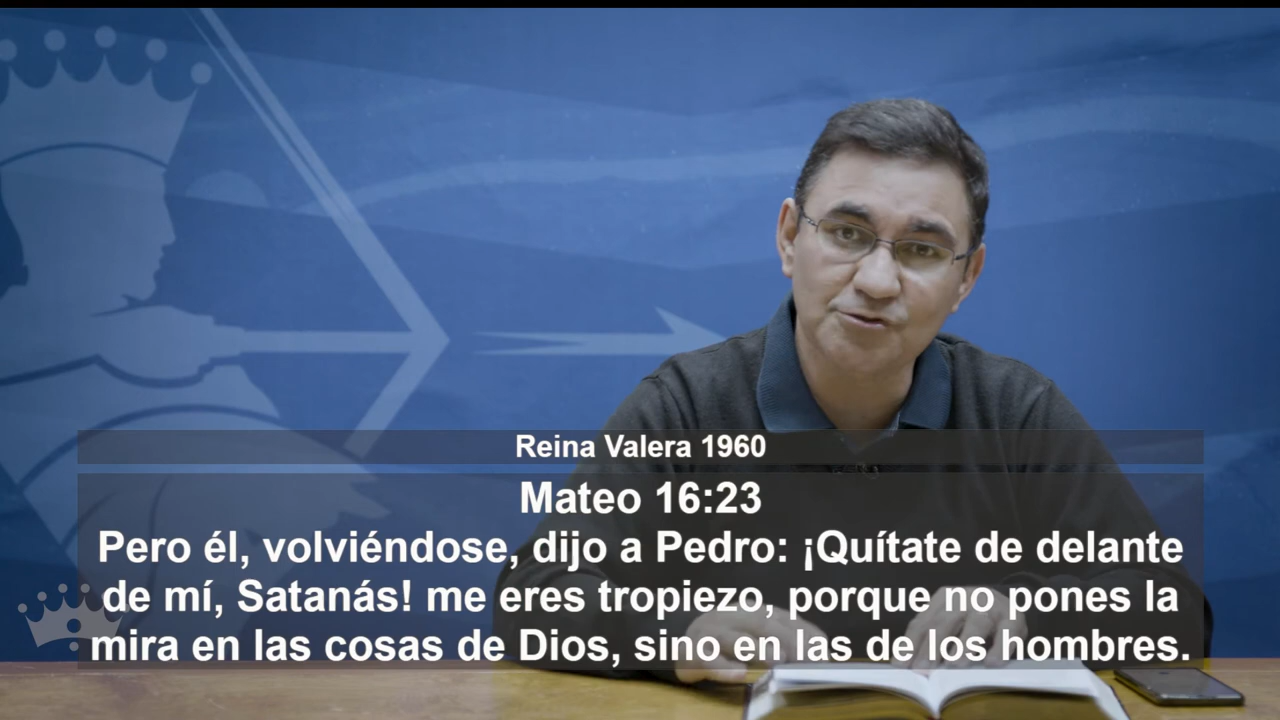 Reina Valera 1960
Mateo 16:23
Pero él, volviéndose, dijo a Pedro: ¡Quítate de delante
de mí, Satanás! me eres tropiezo, porque no pones la
mira en las cosas de Dios, sino en las de los hombres.